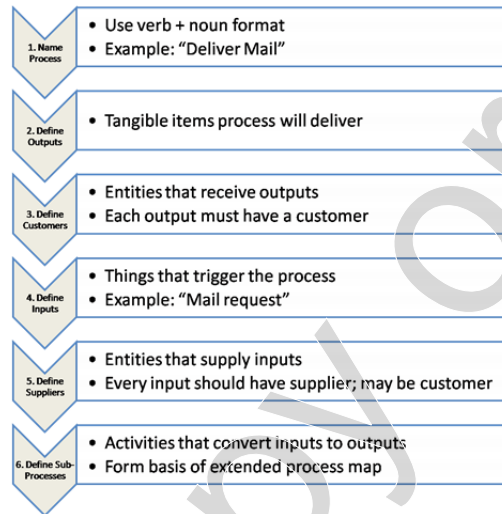 1. Name
Process
• Use verb + noun format
• Example: “Deliver Mail”
2. Define
Outputs
• Tangible items process will deliver
3. Define
Customers
• Entities that receive outputs
• Each output must have a customer
4. Define
Inputs
• Things that trigger the process
• Example: “Mail request”
5. Define
Suppliers
• Entities that supply inputs
• Every input should have supplier; may be customer
6. Define Sub-
Processes
• Activities that convert inputs to outputs
• Form basis of extended process map